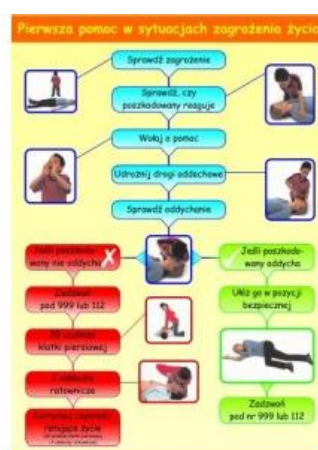 Pierwsza pomoc w sytuacjach zagrożenia życia
Sprawdź zagrożenie
Sprawdź, czy
poszkodowany reaguje
Wołaj o pomoc
Udrożnij drogi oddechowe
Sprawdź oddychanie
Jeśli poszkodo-
wany nie oddycha
Jeśli poszkodo-
wany oddycha
Zadzwoń
pod 999 lub 112
Ułóż go w pozycji
bezpiecznej
30 uciśnięć
klatki piersiowej
2 oddechy
ratownicze
Kontynuuj czynności
ratujące życie
Zadzwoń
pod nr 999 lub 112